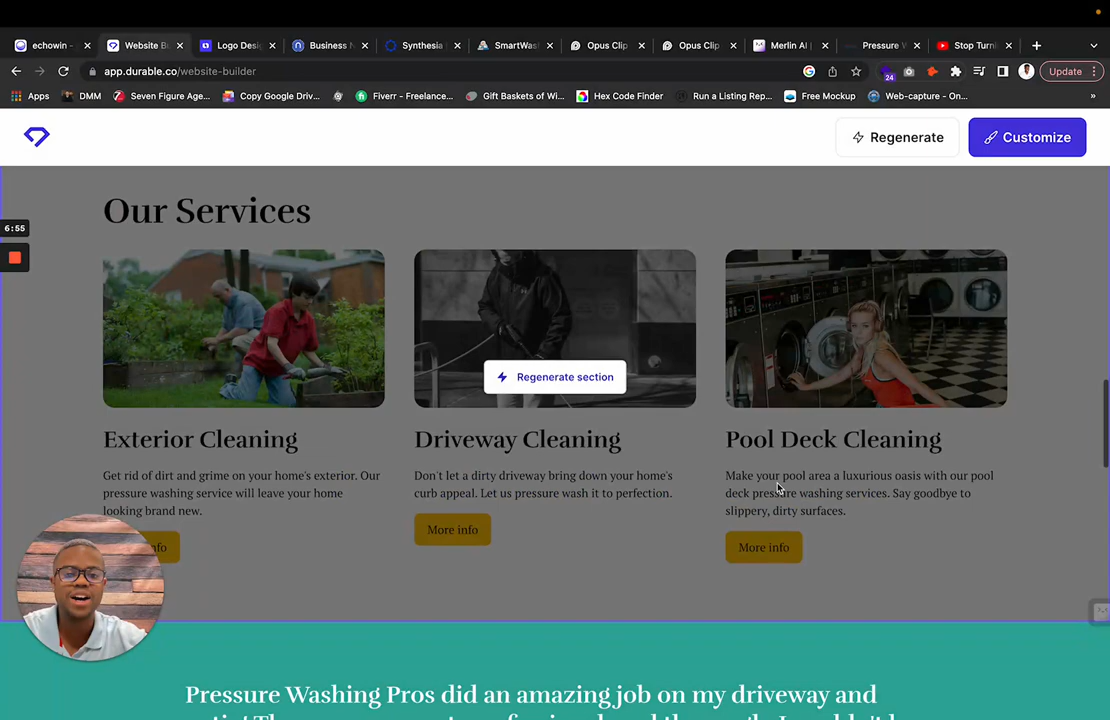 echowin -
Website B
Logo Desi
Business N
Synthesia
SmartWas
Opus Clip
Opus Clip
Merlin AI |
Pressure W
Stop Turni
app.durable.co/website-builder
24
Update
Apps
DMM
Seven Figure Age...
Copy Google Driv...
Fiverr - Freelance...
Gift Baskets of Wi...
Hex Code Finder
Run a Listing Rep...
Free Mockup
Web-capture - On...
»
Regenerate
Customize
Our Services
6:55
Regenerate section
Exterior Cleaning
Get rid of dirt and grime on your home's exterior. Our
pressure washing service will leave your home
looking brand new.
nfo
Driveway Cleaning
Don't let a dirty driveway bring down your home's
curb appeal. Let us pressure wash it to perfection.
More info
Pool Deck Cleaning
Make your pool area a luxurious oasis with our pool
deck pressure washing services. Say goodbye to
slippery, dirty surfaces.
More info
Pressure Washing Pros did an amazing job on my driveway and